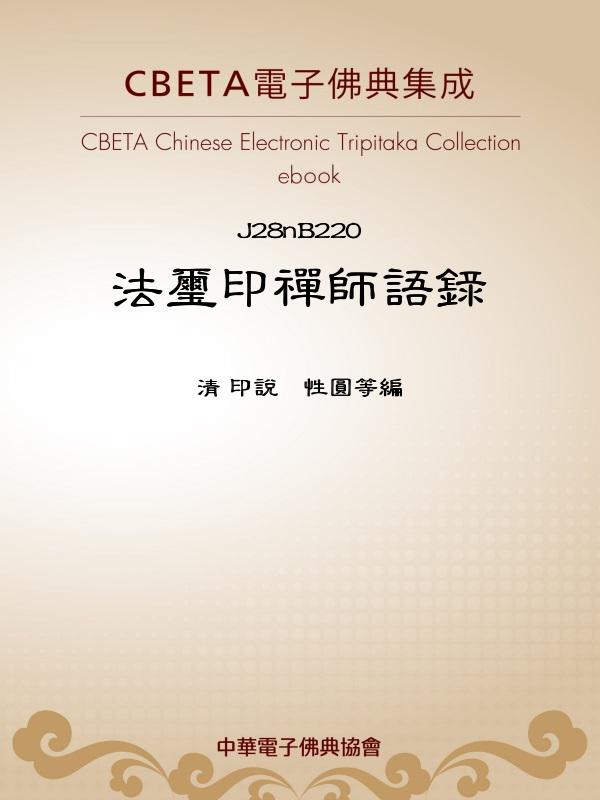 CBETA電子佛典集成
CBETA Chinese Electronic Tripitaka Collection
ebook
J28nB220
法璽印禪師語錄
清 印說　性圓等編
中華電子佛典協會